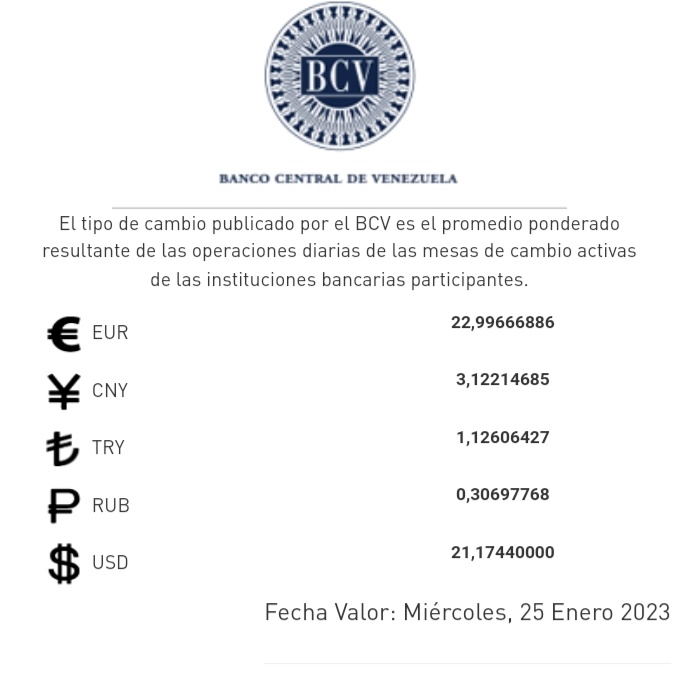 BCV
BANCO CENTRAL DE VENEZUELA
El tipo de cambio publicado por el BCV es el promedio ponderado
resultante de las operaciones diarias de las mesas de cambio activas
de las instituciones bancarias participantes.
€ EUR 22,99666886
¥ CNY 3,12214685
₺ TRY 1,12606427
₽ RUB 0,30697768
$ USD 21,17440000
Fecha Valor: Miércoles, 25 Enero 2023